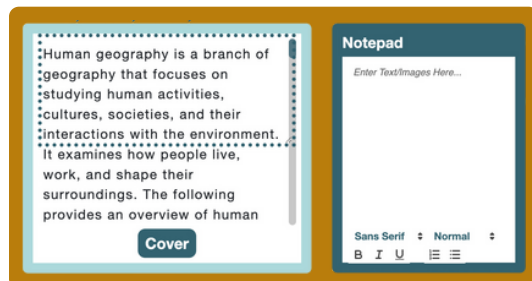 Human geography is a branch of
geography that focuses on
studying human activities,
cultures, societies, and their
interactions with the environment.
It examines how people live,
work, and shape their
surroundings. The following
provides an overview of human
Cover
Notepad
Enter Text/Images Here...
Sans Serif Normal
B I U